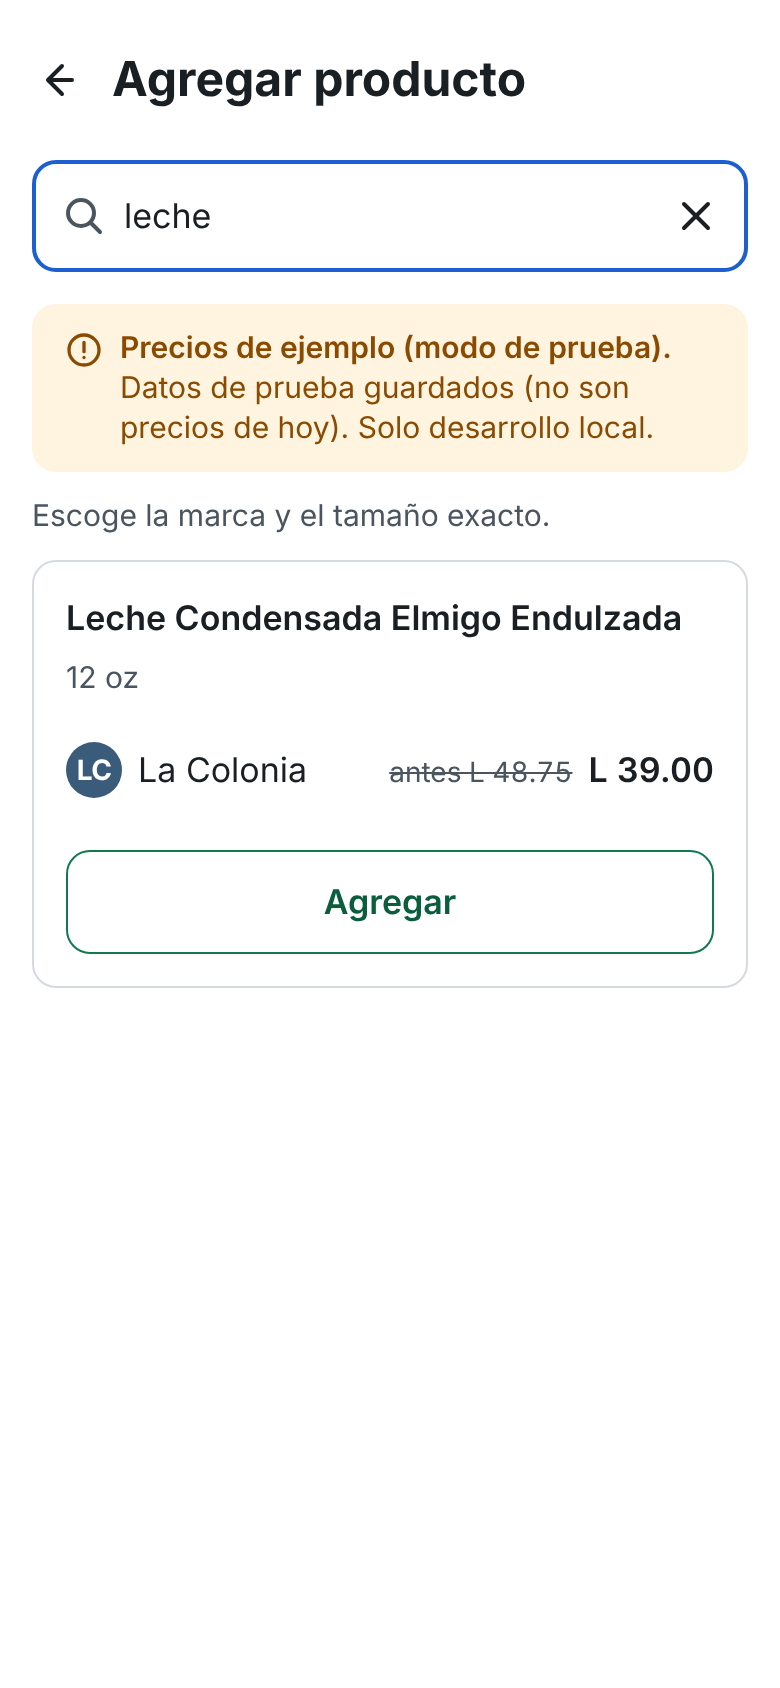 Agregar producto
leche
Precios de ejemplo (modo de prueba).
Datos de prueba guardados (no son
precios de hoy). Solo desarrollo local.
Escoge la marca y el tamaño exacto.
Leche Condensada Elmigo Endulzada
12 oz
LC La Colonia antes L 48.75 L 39.00
Agregar